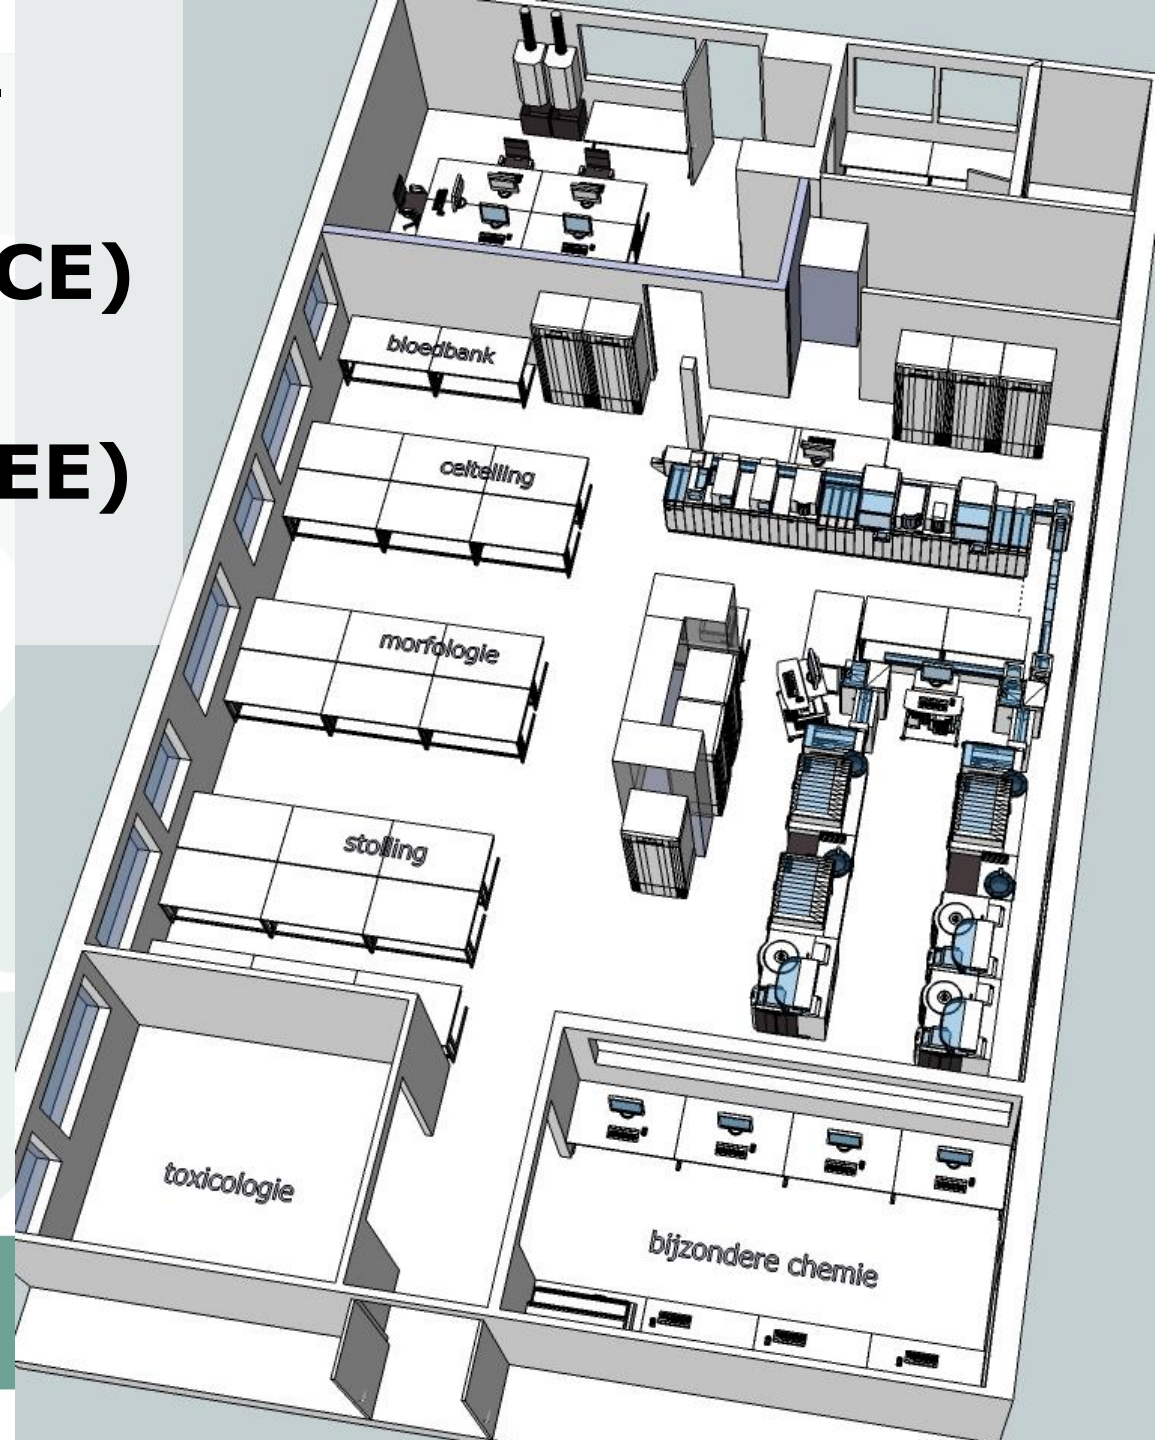 CE)
EE)
bloedbank
celtelling
morfologie
stolling
toxicologie
bijzondere chemie